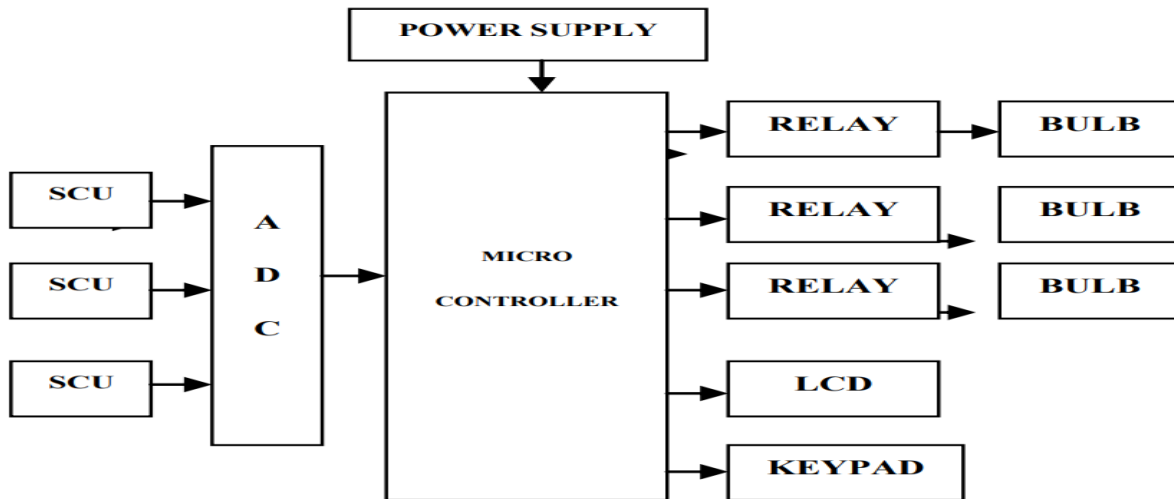 POWER SUPPLY
RELAY
BULB
SCU
A
RELAY
BULB
D
MICRO
SCU
RELAY
BULB
CONTROLLER
C
SCU
LCD
KEYPAD